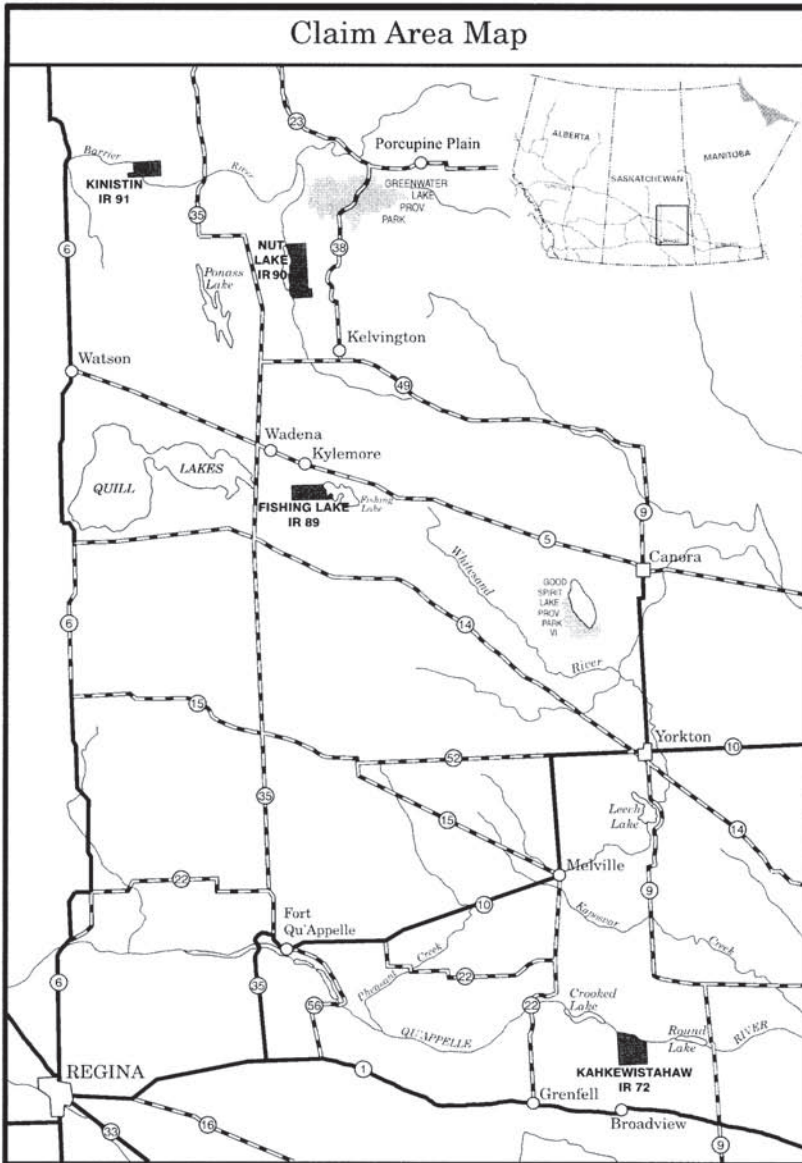 Claim Area Map
23
Porcupine Plain
ALBERTA
SASKATCHEWAN
MANITOBA
Barrier
River
KINISTIN
IR 91
GREENWATER
LAKE
PROV
PARK
35
6
38
NUT
LAKE
IR 90
Ponass
Lake
Kelvington
Watson
49
Wadena
Kylemore
LAKES
QUILL
FISHING LAKE
IR 89
Fishing
Lake
9
5
Canora
Whitesand
River
GOOD
SPIRIT
LAKE
PROV
PARK
VI
6
14
15
Yorkton
52
10
35
15
Leech
Lake
14
Melville
22
9
10
Kaposvar
Creek
Fort
Qu'Appelle
Pheasant
Creek
22
6
35
56
22
Crooked
Lake
QU'APPELLE
RIVER
Round
Lake
KAHKEWISTAHAW
IR 72
REGINA
1
Grenfell
Broadview
33
16
9